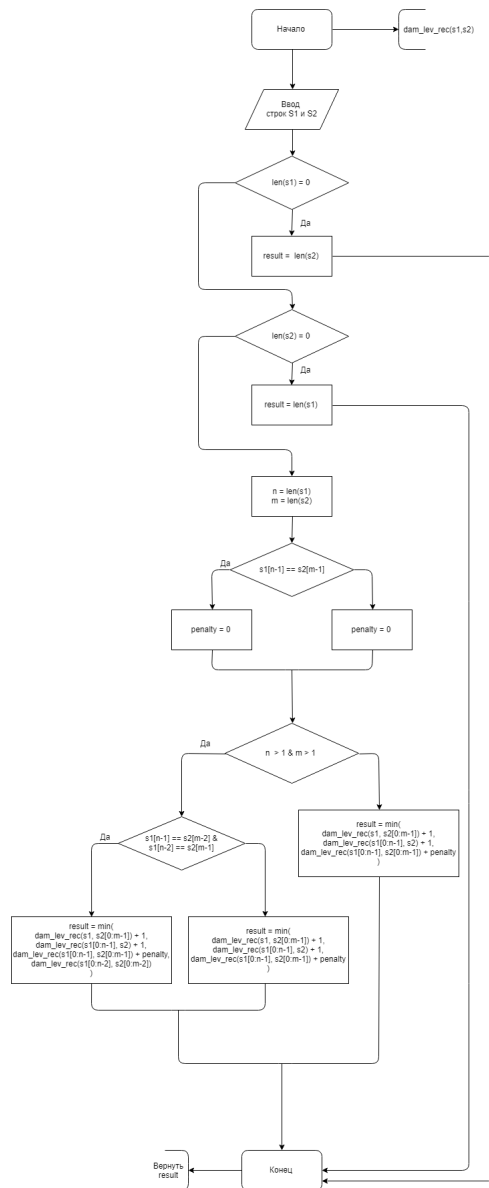 Начало
dam_lev_rec(s1,s2)
Ввод
строк S1 и S2
len(s1) = 0
Да
result = len(s2)
len(s2) = 0
Да
result = len(s1)
n = len(s1)
m = len(s2)
Да
s1[n-1] == s2[m-1]
penalty = 0
penalty = 0
Да
n > 1 & m > 1
Да
s1[n-1] == s2[m-2] &
s1[n-2] == s2[m-1]
result = min(
dam_lev_rec(s1, s2[0:m-1]) + 1,
dam_lev_rec(s1[0:n-1], s2) + 1,
dam_lev_rec(s1[0:n-1], s2[0:m-1]) + penalty
)
result = min(
dam_lev_rec(s1, s2[0:m-1]) + 1,
dam_lev_rec(s1[0:n-1], s2) + 1,
dam_lev_rec(s1[0:n-1], s2[0:m-1]) + penalty,
dam_lev_rec(s1[0:n-2], s2[0:m-2])
)
result = min(
dam_lev_rec(s1, s2[0:m-1]) + 1,
dam_lev_rec(s1[0:n-1], s2) + 1,
dam_lev_rec(s1[0:n-1], s2[0:m-1]) + penalty
)
Вернуть
result
Конец